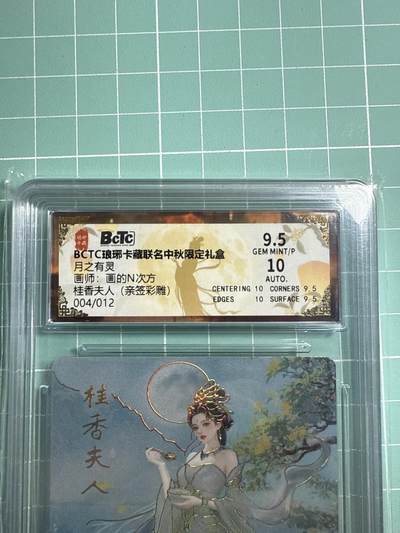 BCTC
9.5
BCTC琅琊卡藏联名中秋限定礼盒
GEM MINT/P
月之有灵
10
画师：画的N次方
AUTO.
桂香夫人（亲签彩雕）
CENTERING 10 CORNERS 9.5
004/012
EDGES 10 SURFACE 9.5
桂香夫人